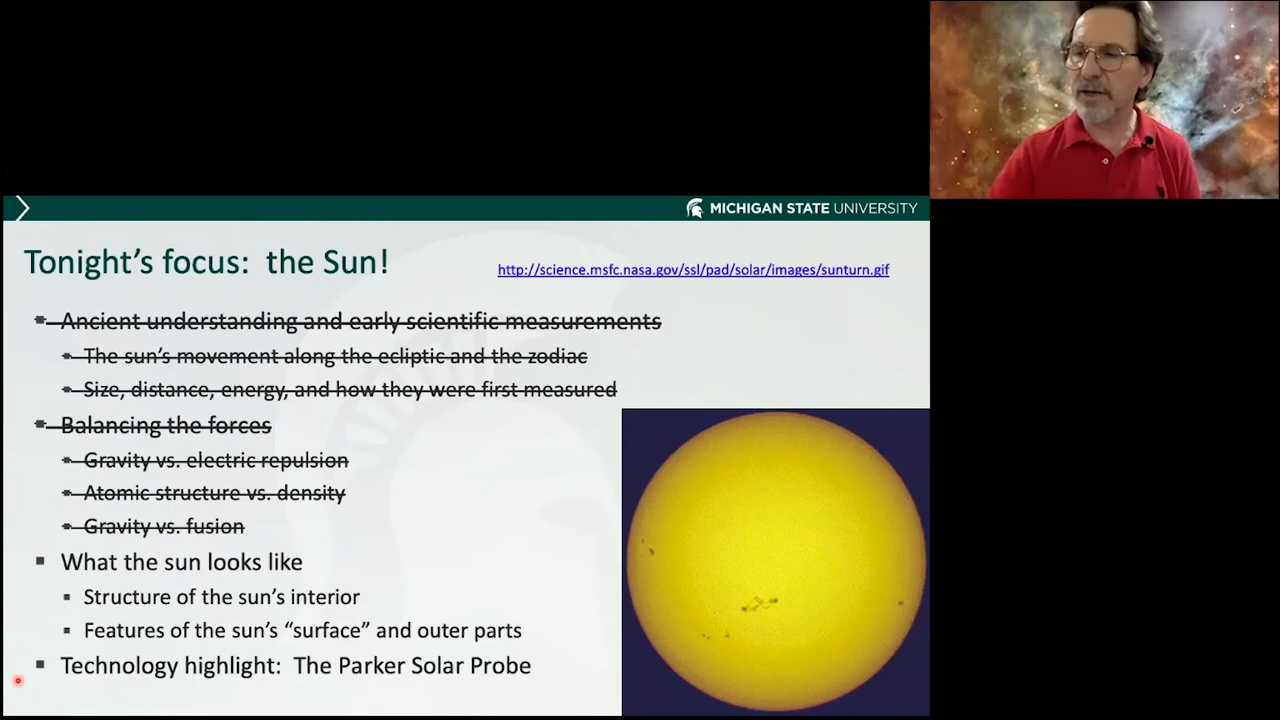 MICHIGAN STATE UNIVERSITY
Tonight's focus:  the Sun!
http://science.msfc.nasa.gov/ssl/pad/solar/images/sunturn.gif
Ancient understanding and early scientific measurements
The sun's movement along the ecliptic and the zodiac
Size, distance, energy, and how they were first measured
Balancing the forces
Gravity vs. electric repulsion
Atomic structure vs. density
Gravity vs. fusion
What the sun looks like
Structure of the sun's interior
Features of the sun's “surface” and outer parts
Technology highlight:  The Parker Solar Probe